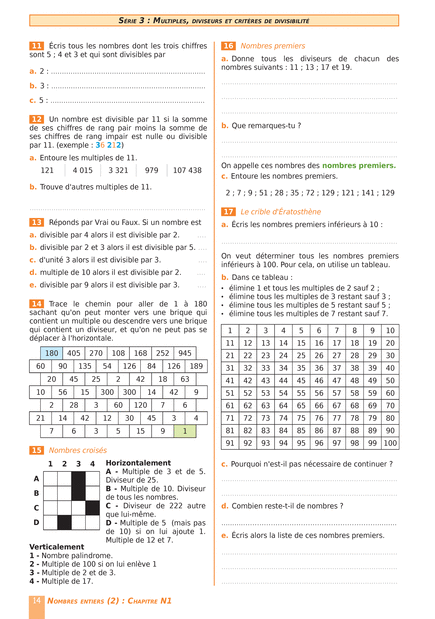 SÉRIE 3 : MULTIPLES, DIVISEURS ET CRITÈRES DE DIVISIBILITÉ
11 Écris tous les nombres dont les trois chiffres
sont 5 ; 4 et 3 et qui sont divisibles par
a. 2 :
b. 3 :
c. 5 :
12 Un nombre est divisible par 11 si la somme
de ses chiffres de rang pair moins la somme de
ses chiffres de rang impair est nulle ou divisible
par 11. (exemple : 36 212)
a. Entoure les multiples de 11.
121 4 015 3 321 979 107 438
b. Trouve d'autres multiples de 11.
13 Réponds par Vrai ou Faux. Si un nombre est
a. divisible par 4 alors il est divisible par 2.
b. divisible par 2 et 3 alors il est divisible par 5.
c. d'unité 3 alors il est divisible par 3.
d. multiple de 10 alors il est divisible par 2.
e. divisible par 9 alors il est divisible par 3.
14 Trace le chemin pour aller de 1 à 180
sachant qu'on peut monter vers une brique qui
contient un multiple ou descendre vers une brique
qui contient un diviseur, et qu'on ne peut pas se
déplacer à l'horizontale.
180 405 270 108 168 252 945
60 90 135 54 126 84 126 189
20 45 25 2 42 18 63
10 56 15 300 300 14 42 9
2 28 3 60 120 7 6
21 14 42 12 30 45 3 4
7 6 3 5 15 9 1
15 Nombres croisés
1 2 3 4
A
B
C
D
Horizontalement
A - Multiple de 3 et de 5.
Diviseur de 25.
B - Multiple de 10. Diviseur
de tous les nombres.
C - Diviseur de 222 autre
que lui-même.
D - Multiple de 5 (mais pas
de 10) si on lui ajoute 1.
Multiple de 12 et 7.
Verticalement
1 - Nombre palindrome.
2 - Multiple de 100 si on lui enlève 1
3 - Multiple de 2 et de 3.
4 - Multiple de 17.
16 Nombres premiers
a. Donne tous les diviseurs de chacun des
nombres suivants : 11 ; 13 ; 17 et 19.
b. Que remarques-tu ?
On appelle ces nombres des nombres premiers.
c. Entoure les nombres premiers.
2 ; 7 ; 9 ; 51 ; 28 ; 35 ; 72 ; 129 ; 121 ; 141 ; 129
17 Le crible d'Ératosthène
a. Écris les nombres premiers inférieurs à 10 :
On veut déterminer tous les nombres premiers
inférieurs à 100. Pour cela, on utilise un tableau.
b. Dans ce tableau :
• élimine 1 et tous les multiples de 2 sauf 2 ;
• élimine tous les multiples de 3 restant sauf 3 ;
• élimine tous les multiples de 5 restant sauf 5 ;
• élimine tous les multiples de 7 restant sauf 7.
1 2 3 4 5 6 7 8 9 10
11 12 13 14 15 16 17 18 19 20
21 22 23 24 25 26 27 28 29 30
31 32 33 34 35 36 37 38 39 40
41 42 43 44 45 46 47 48 49 50
51 52 53 54 55 56 57 58 59 60
61 62 63 64 65 66 67 68 69 70
71 72 73 74 75 76 77 78 79 80
81 82 83 84 85 86 87 88 89 90
91 92 93 94 95 96 97 98 99 100
c. Pourquoi n'est-il pas nécessaire de continuer ?
d. Combien reste-t-il de nombres ?
e. Écris alors la liste de ces nombres premiers.
14 NOMBRES ENTIERS (2) : CHAPITRE N1